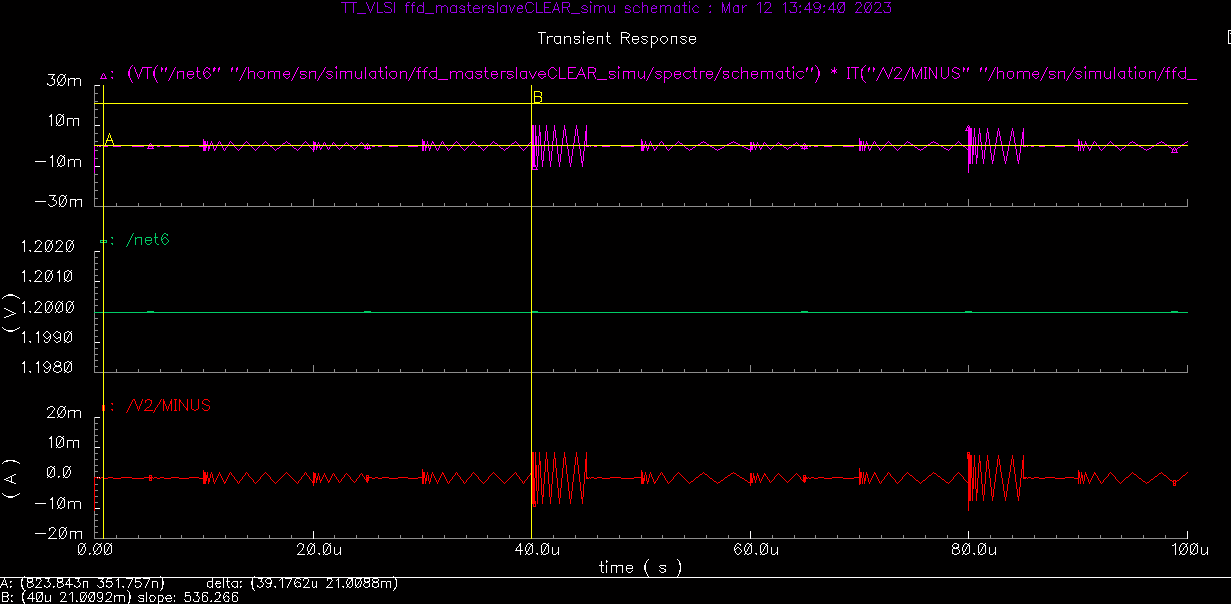 TT_VLSI ffd_masterslaveCLEAR_simu schematic : Mar 12 13:49:40 2023
Transient Response
: (VT("/net6" "/home/sn/simulation/ffd_masterslaveCLEAR_simu/spectre/schematic") * IT("/V2/MINUS" "/home/sn/simulation/ffd_
30m
B
10m
A
-10m
-30m
: /net6
1.2020
1.2010
1.2000
1.1990
1.1980
( V )
: /V2/MINUS
20m
10m
0.0
-10m
-20m
( A )
0.00 20.0u 40.0u 60.0u 80.0u 100u
time ( s )
A: (823.843n 351.757n) delta: (39.1762u 21.0088m)
B: (40u 21.0092m) slope: 536.266